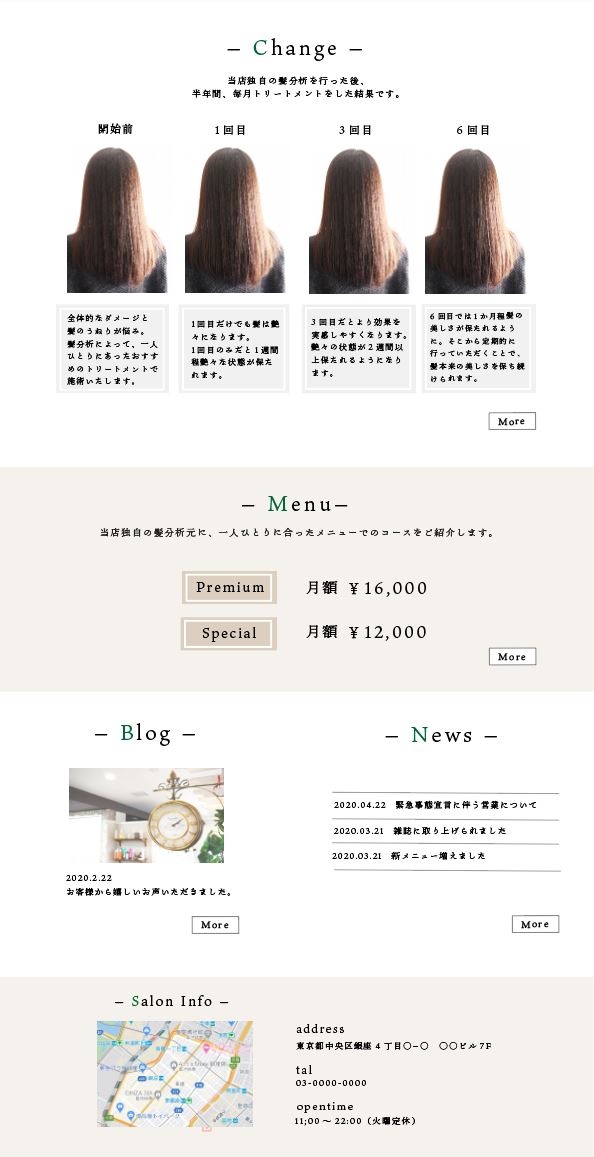 – Change –
当店独自の髪分析を行った後、
半年間、毎月トリートメントをした結果です。
開始前
1回目
3回目
6回目
全体的なダメージと
髪のうねりが悩み。
髪分析によって、一人
ひとりにあったおすす
めのトリートメントで
施術いたします。
1回目だけでも髪は艶
々になります。
1回目のみだと1週間
程艶々な状態が保た
れます。
3回目だとより効果を
実感しやすくなります。
艶々の状態が2週間以
上保たれるようになり
ます。
6回目では1か月程髪の
美しさが保たれるよう
に。そこから定期的に
行っていただくことで、
髪本来の美しさを保ち続
けられます。
More
– Menu–
当店独自の髪分析元に、一人ひとりに合ったメニューでのコースをご紹介します。
Premium 月額 ¥16,000
Special 月額 ¥12,000
More
– Blog –
2020.2.22
お客様から嬉しいお声いただきました。
More
– News –
2020.04.22 緊急事態宣言に伴う営業について
2020.03.21 雑誌に取り上げられました
2020.03.21 新メニュー増えました
More
– Salon Info –
address
東京都中央区銀座4丁目〇−〇 〇〇ビル7F
tal
03-0000-0000
opentime
11;00〜22:00（火曜定休）